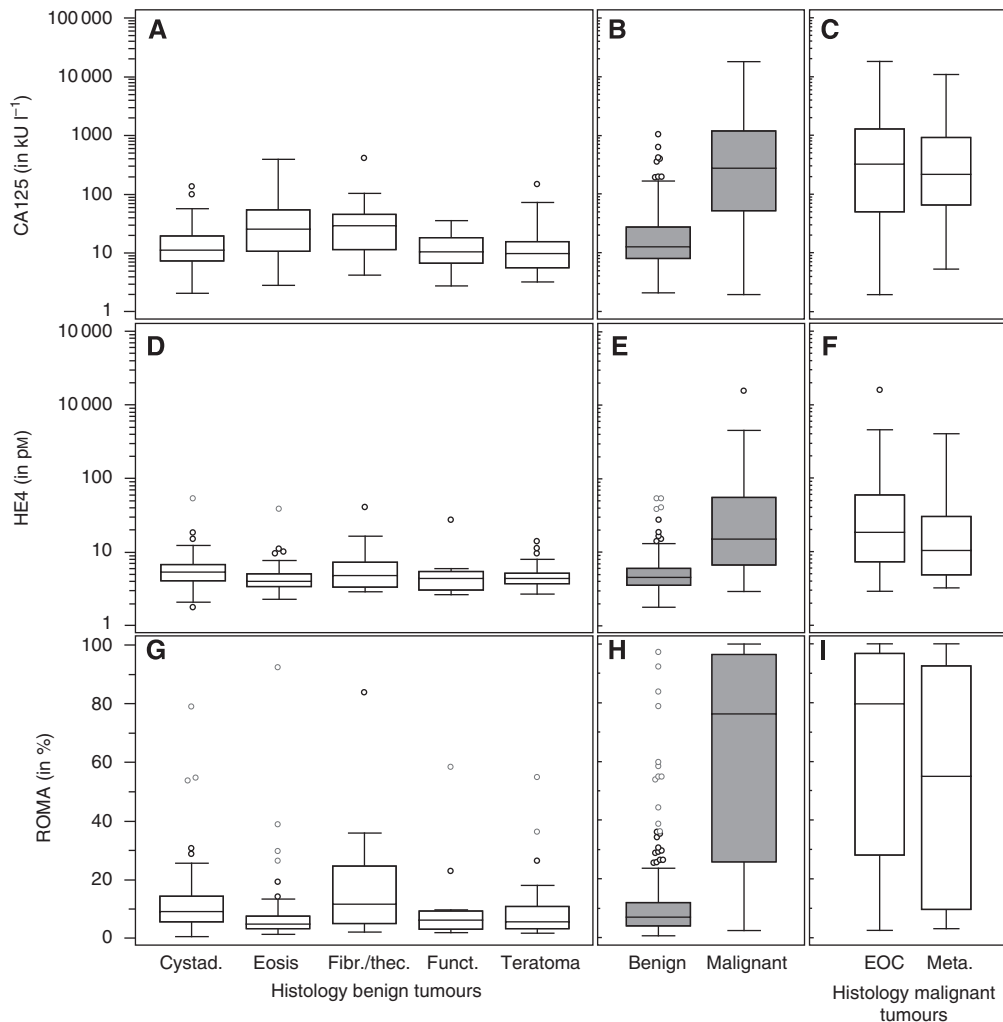 A
B
C
100 000
10 000
1000
100
10
1
CA125 (in kU l⁻¹)
D
E
F
10 000
10 000
100
10
1
HE4 (in pM)
G
H
I
100
80
60
40
20
0
ROMA (in %)
Cystad. Eosis Fibr./thec. Funct. Teratoma
Benign Malignant
EOC Meta.
Histology benign tumours
Histology malignant
tumours